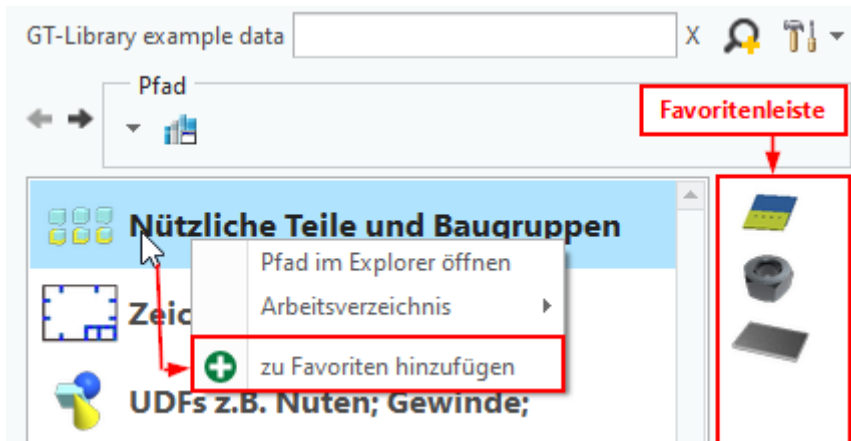 GT-Library example data X
Pfad
Favoritenleiste
Nützliche Teile und Baugruppen
Pfad im Explorer öffnen
Arbeitsverzeichnis
Zeic
zu Favoriten hinzufügen
UDFs z.B. Nuten; Gewinde;